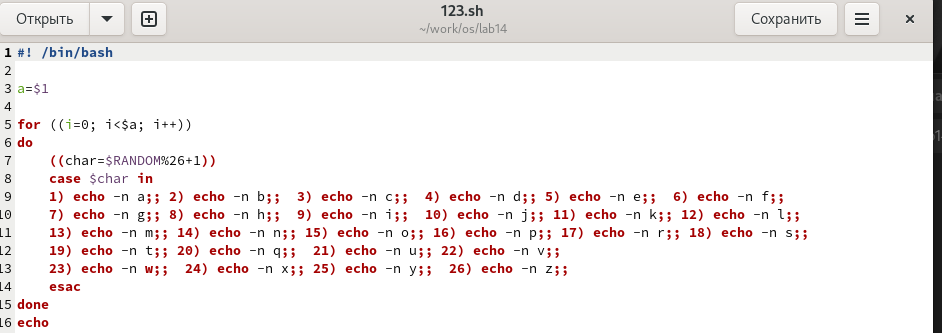 Открыть 123.sh Сохранить
~/work/os/lab14
1 #! /bin/bash
2
3 a=$1
4
5 for ((i=0; i<$a; i++))
6 do
7     ((char=$RANDOM%26+1))
8     case $char in
9     1) echo -n a;; 2) echo -n b;;  3) echo -n c;;  4) echo -n d;; 5) echo -n e;;  6) echo -n f;;
10     7) echo -n g;; 8) echo -n h;;  9) echo -n i;;  10) echo -n j;; 11) echo -n k;; 12) echo -n l;;
11     13) echo -n m;; 14) echo -n n;; 15) echo -n o;; 16) echo -n p;; 17) echo -n r;; 18) echo -n s;;
12     19) echo -n t;; 20) echo -n q;;  21) echo -n u;; 22) echo -n v;;
13     23) echo -n w;;  24) echo -n x;; 25) echo -n y;;  26) echo -n z;;
14     esac
15 done
16 echo